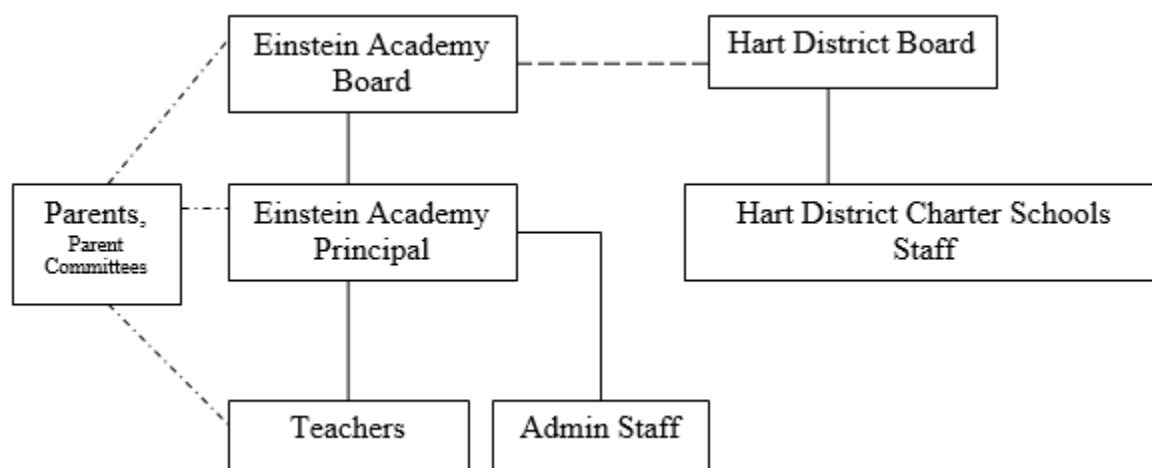 Einstein Academy
Board
Hart District Board
Parents,
Parent
Committees
Einstein Academy
Principal
Hart District Charter Schools
Staff
Teachers
Admin Staff